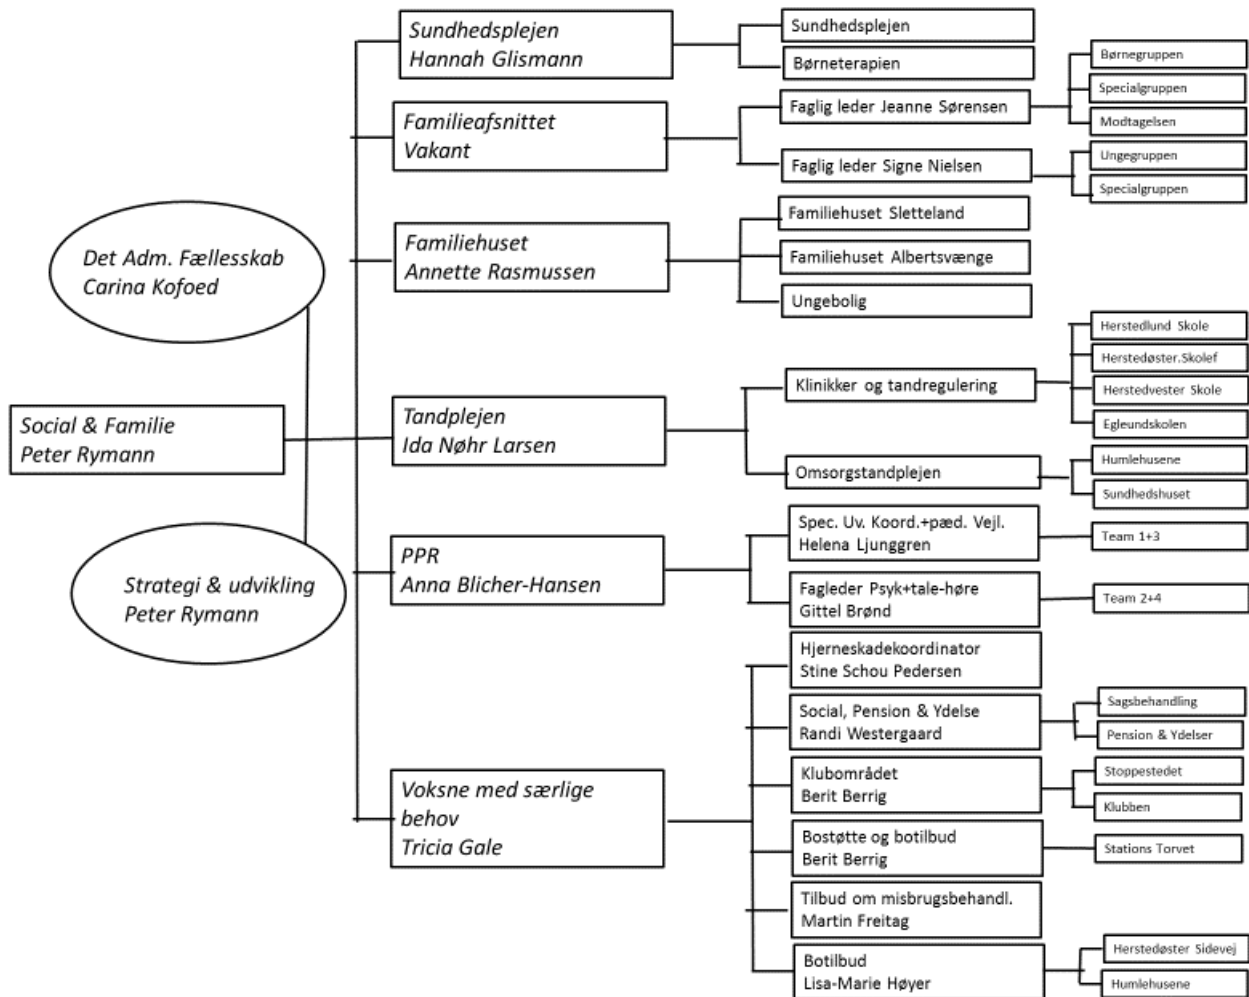 Sundhedsplejen
Hannah Glismann
Sundhedsplejen
Børneterapien
Familieafsnittet
Vakant
Faglig leder Jeanne Sørensen
Børnegruppen
Specialgruppen
Modtagelsen
Faglig leder Signe Nielsen
Ungegruppen
Specialgruppen
Det Adm. Fællesskab
Carina Kofoed
Familiehuset
Annette Rasmussen
Familiehuset Sletteland
Familiehuset Albertsvænge
Ungebolig
Social & Familie
Peter Rymann
Tandplejen
Ida Nøhr Larsen
Klinikker og tandregulering
Herstedlund Skole
Herstedøster.Skolef
Herstedvester Skole
Egleundskolen
Omsorgstandplejen
Humlehusene
Sundhedshuset
Strategi & udvikling
Peter Rymann
PPR
Anna Blicher-Hansen
Spec. Uv. Koord.+pæd. Vejl.
Helena Ljunggren
Team 1+3
Fagleder Psyk+tale-høre
Gittel Brønd
Team 2+4
Voksne med særlige
behov
Tricia Gale
Hjerneskadekoordinator
Stine Schou Pedersen
Social, Pension & Ydelse
Randi Westergaard
Sagsbehandling
Pension & Ydelser
Klubområdet
Berit Berrig
Stoppestedet
Klubben
Bostøtte og botilbud
Berit Berrig
Stations Torvet
Tilbud om misbrugsbehandl.
Martin Freitag
Botilbud
Lisa-Marie Høyer
Herstedøster Sidevej
Humlehusene